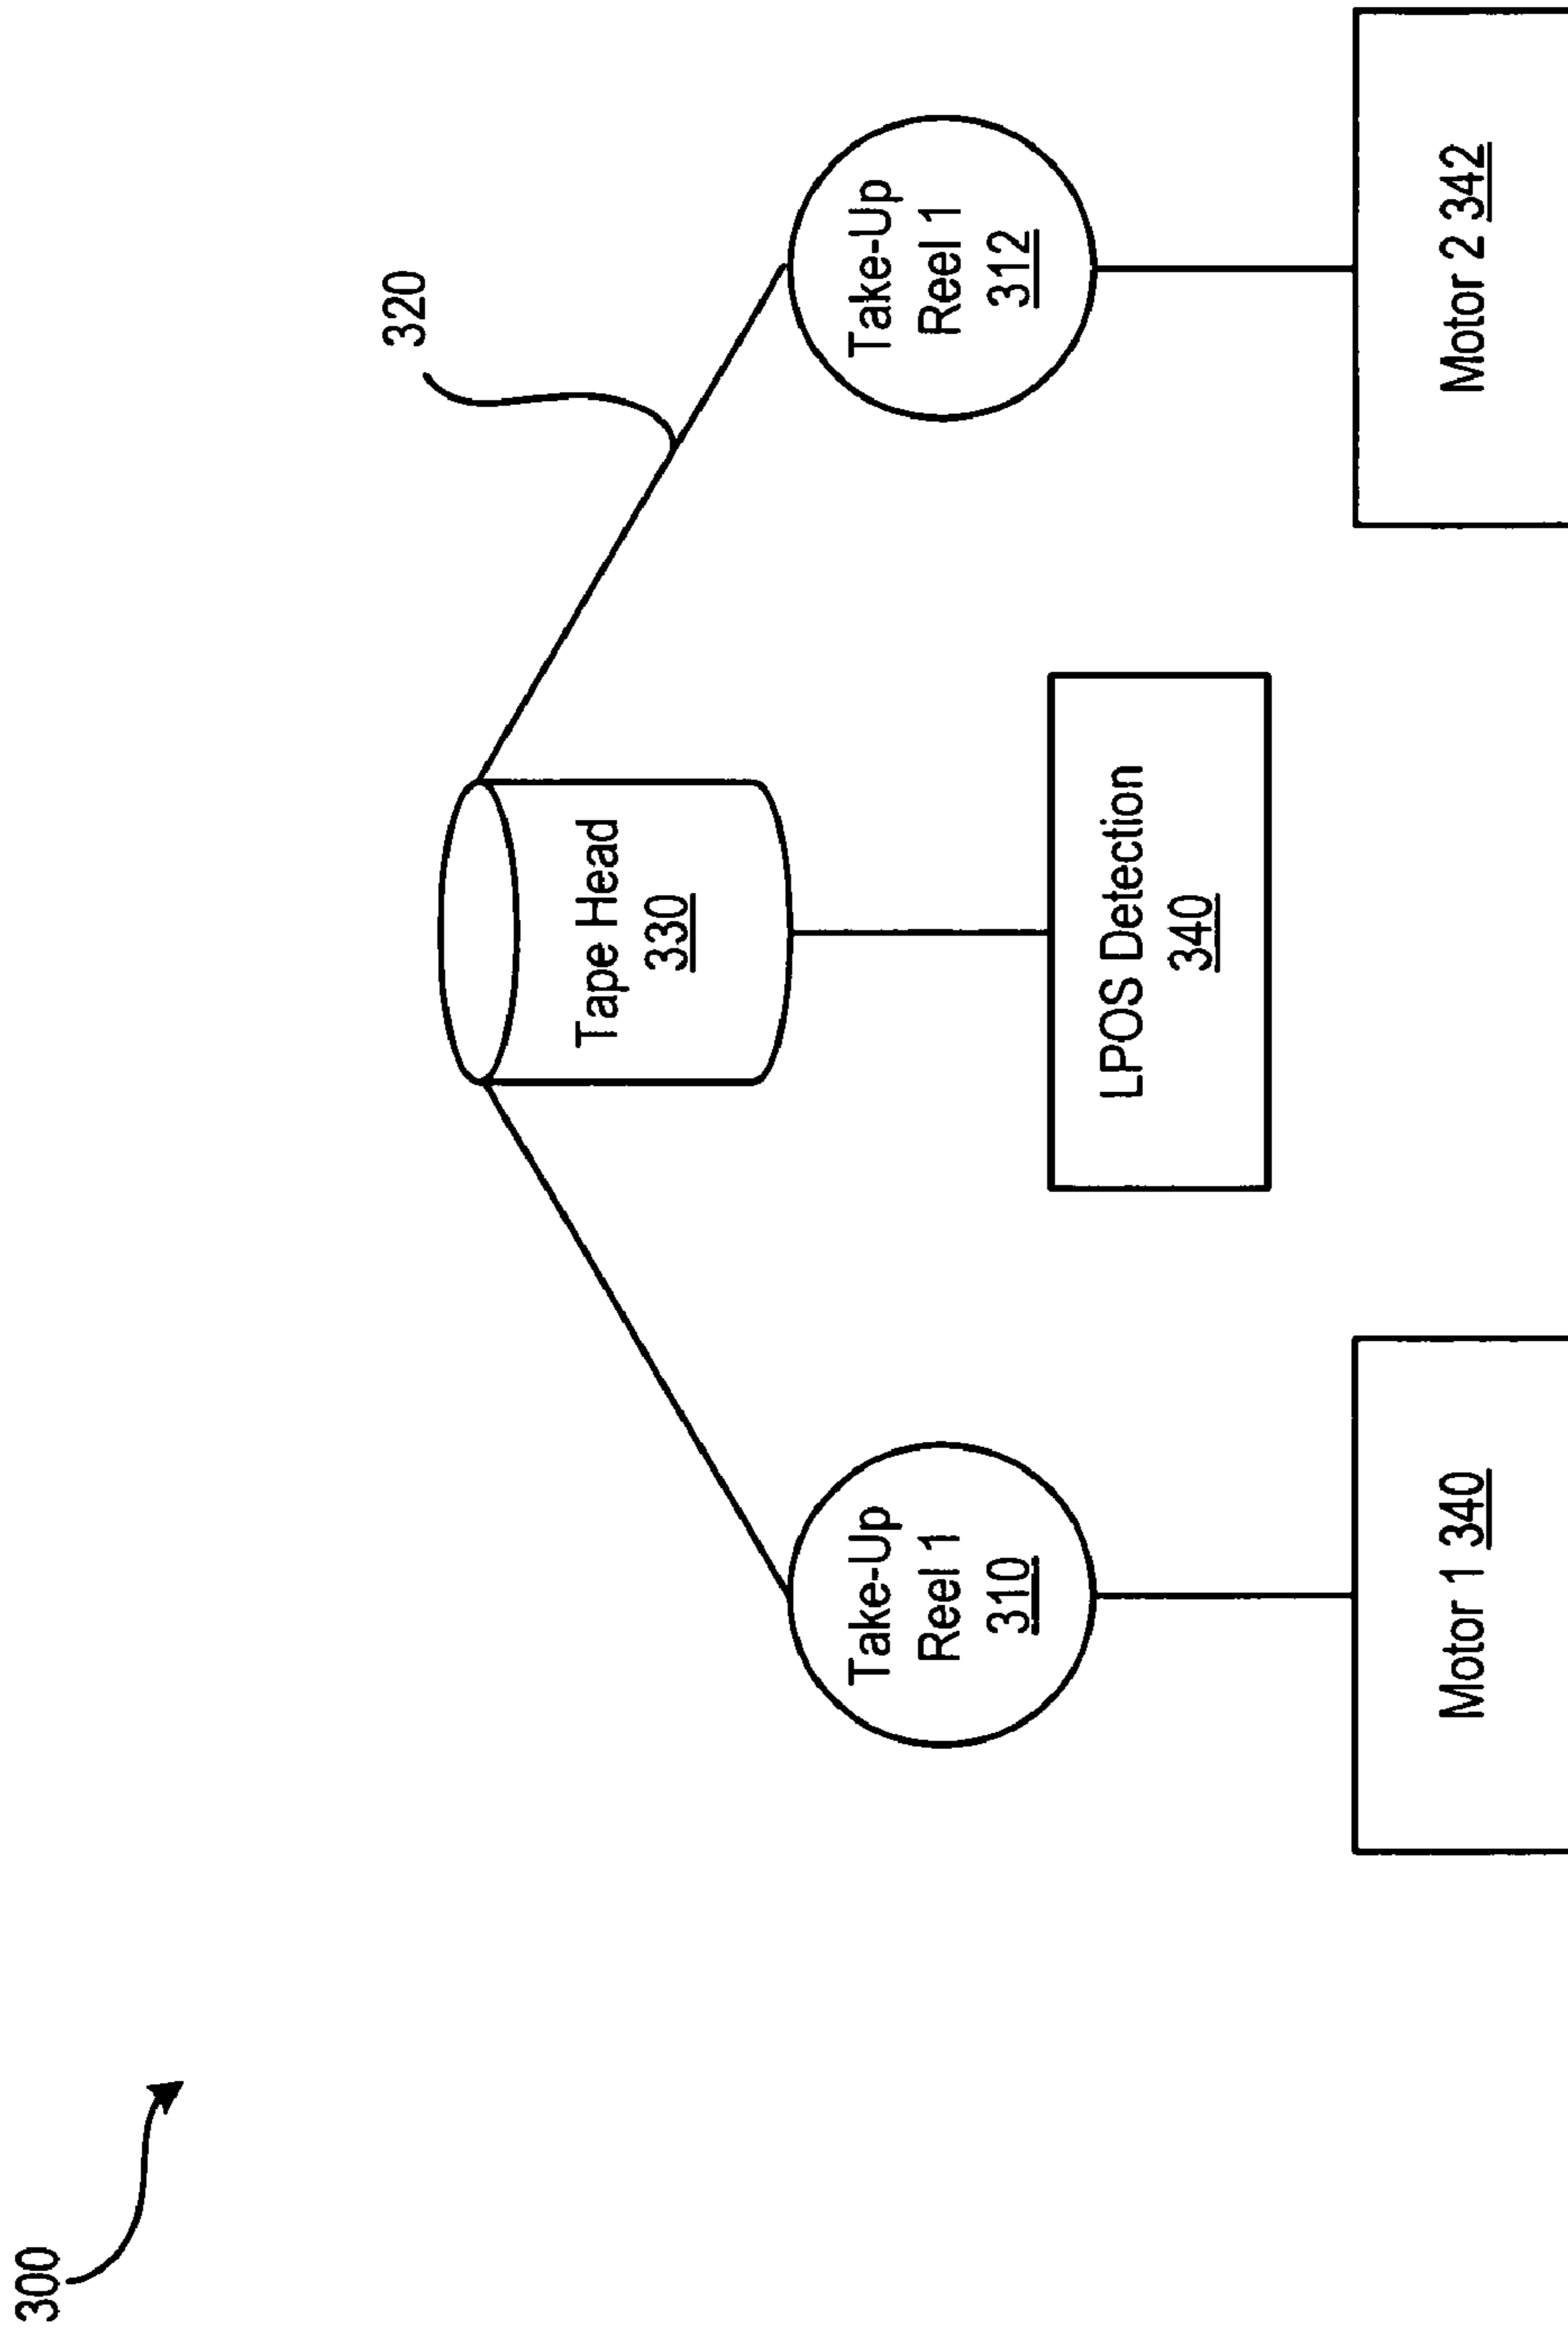 300
320
Tape Head
330
Take-Up
Reel 1
310
Take-Up
Reel 1
312
LPOS Detection
340
Motor 1 340
Motor 2 342